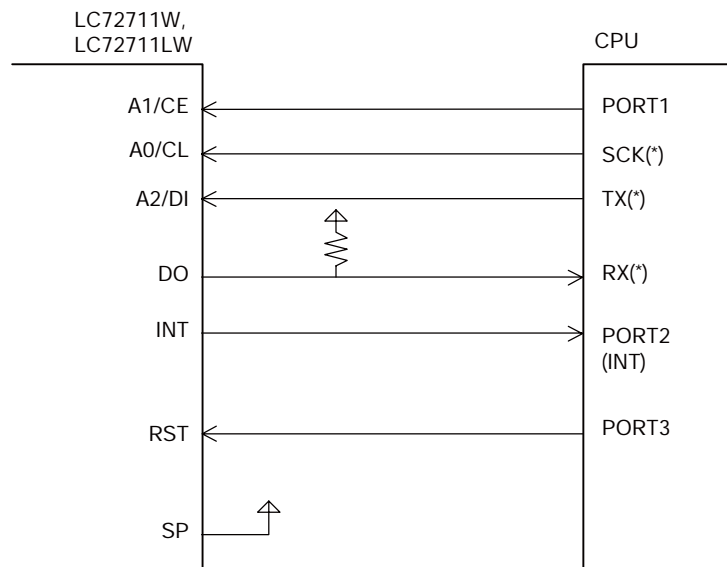 LC72711W,
LC72711LW
CPU
A1/CE
PORT1
A0/CL
SCK(*)
A2/DI
TX(*)
DO
RX(*)
INT
PORT2
(INT)
RST
PORT3
SP